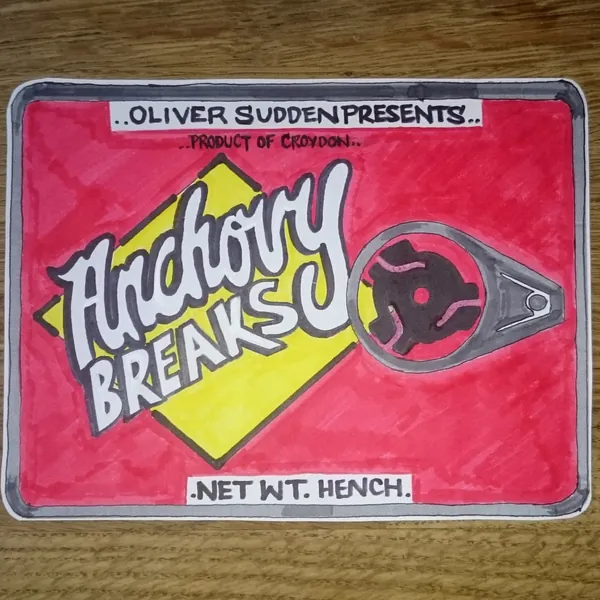 ..OLIVER SUDDEN PRESENTS..
..PRODUCT OF CROYDON..
Anchovy
BREAKS
.NET WT. HENCH.